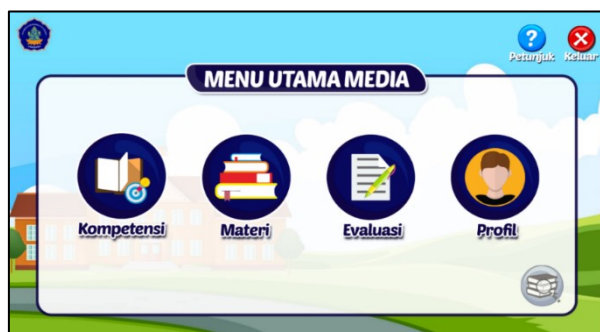 Petunjuk
Keluar
MENU UTAMA MEDIA
Kompetensi
Materi
Evaluasi
Profil